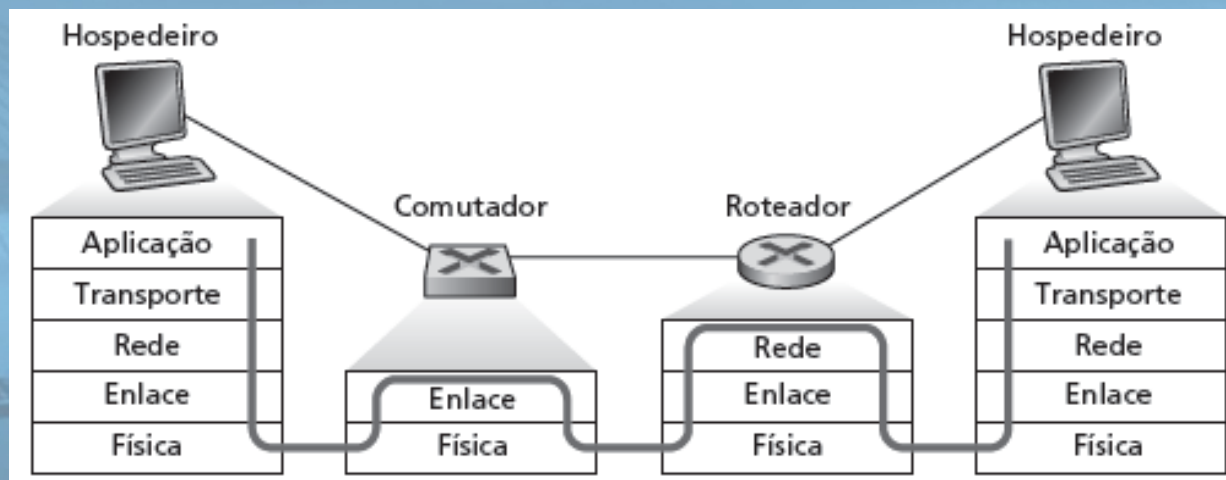 Hospedeiro
Hospedeiro
Comutador
Roteador
Aplicação
Transporte
Rede
Enlace
Física
Enlace
Física
Rede
Enlace
Física
Aplicação
Transporte
Rede
Enlace
Física